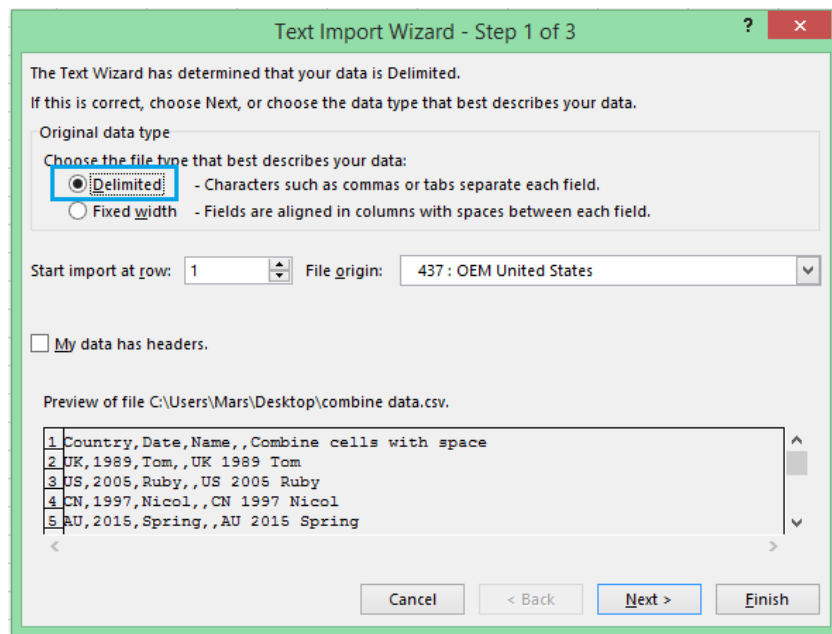 Text Import Wizard - Step 1 of 3 ? ×
The Text Wizard has determined that your data is Delimited.
If this is correct, choose Next, or choose the data type that best describes your data.
Original data type
Choose the file type that best describes your data:
Delimited - Characters such as commas or tabs separate each field.
Fixed width - Fields are aligned in columns with spaces between each field.
Start import at row: 1 File origin: 437 : OEM United States
My data has headers.
Preview of file C:\Users\Mars\Desktop\combine data.csv.
1 Country,Date,Name,,Combine cells with space
2 UK,1989,Tom,,UK 1989 Tom
3 US,2005,Ruby,,US 2005 Ruby
4 CN,1997,Nicol,,CN 1997 Nicol
5 AU,2015,Spring,,AU 2015 Spring
Cancel < Back Next > Finish